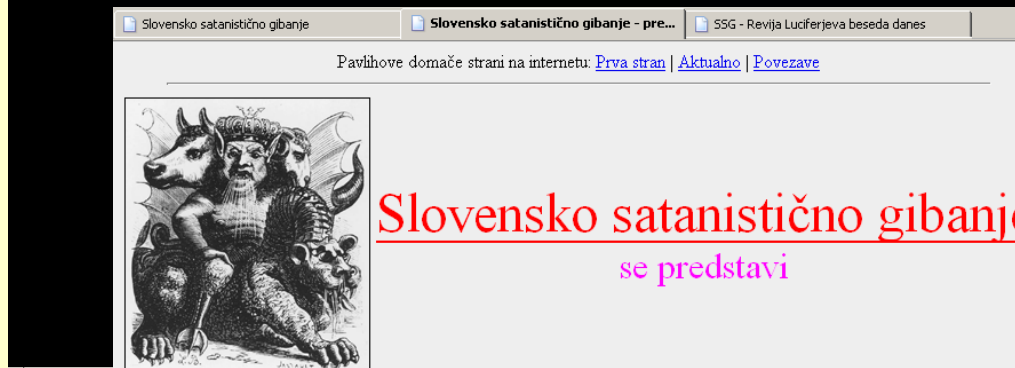 Slovensko satanistično gibanje
Slovensko satanistično gibanje - pre...
SSG - Revija Luciferjeva beseda danes
Pavlihove domače strani na internetu: Prva stran | Aktualno | Povezave
Slovensko satanistično gibanje
se predstavi